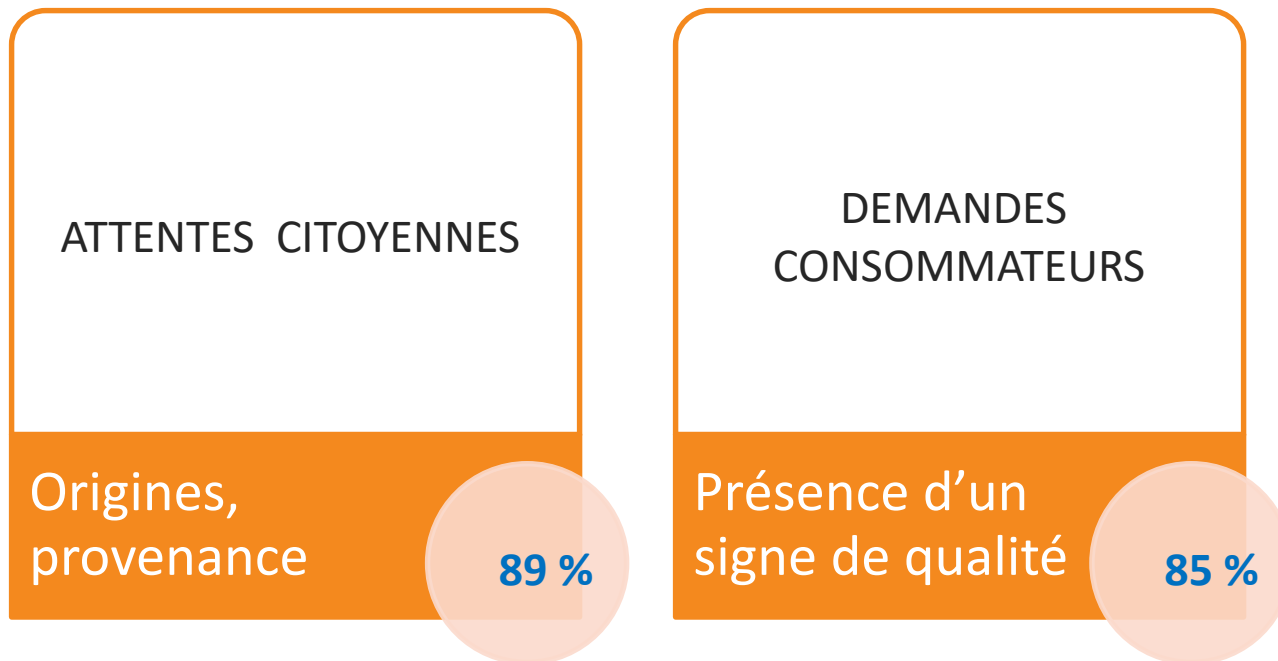 ATTENTES  CITOYENNES
Origines,
provenance
89 %
DEMANDES
CONSOMMATEURS
Présence d’un
signe de qualité
85 %